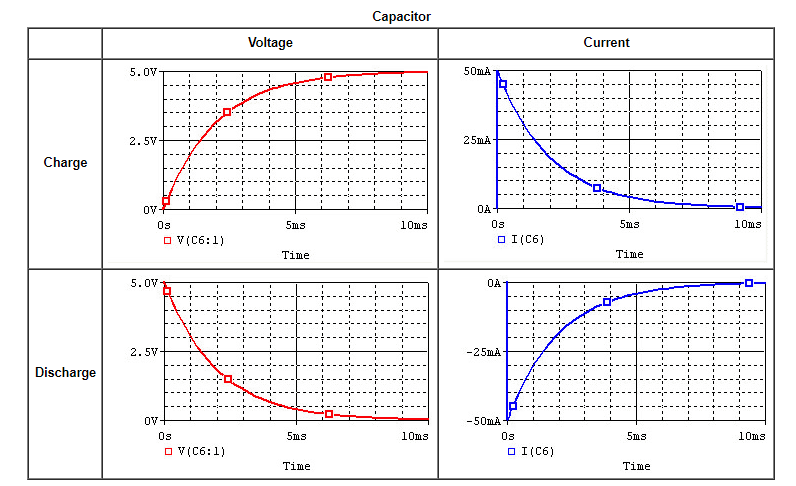 Capacitor
Voltage Current
Charge
5.0V
2.5V
0V
0s 5ms 10ms
V(C6:1)
Time
50mA
25mA
0A
0s 5ms 10ms
I(C6)
Time
Discharge
5.0V
2.5V
0V
0s 5ms 10ms
V(C6:1)
Time
0A
-25mA
-50mA
0s 5ms 10ms
I(C6)
Time